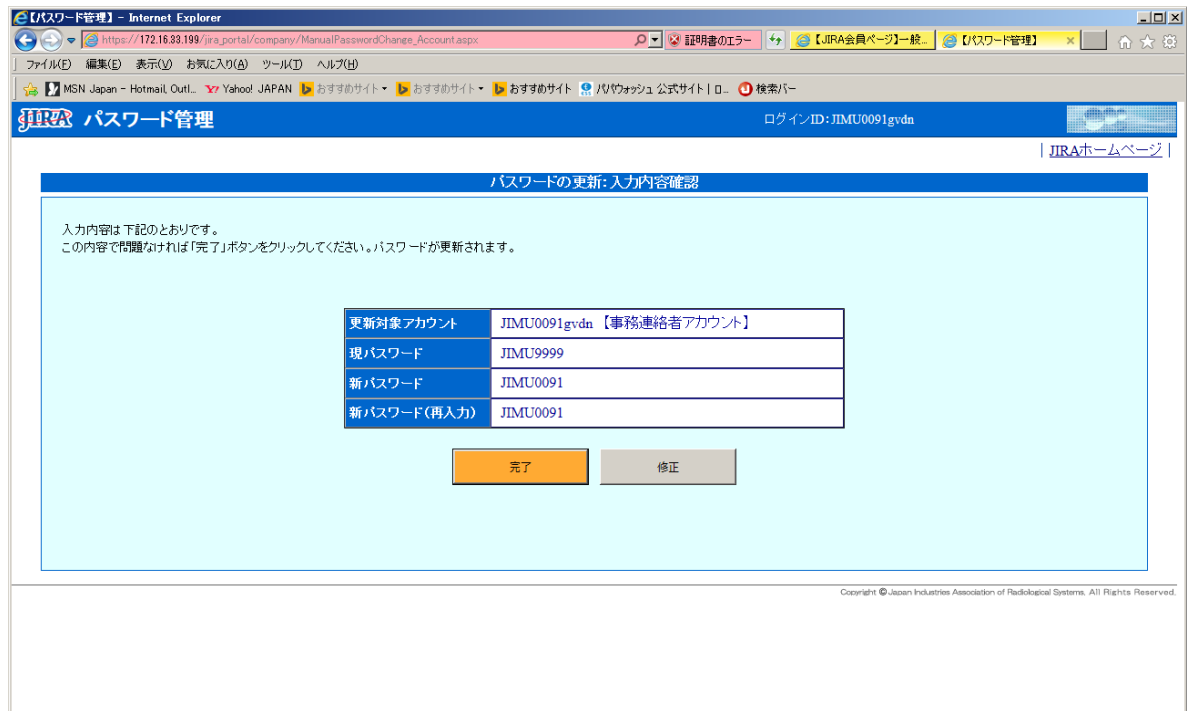 【パスワード管理】 - Internet Explorer
https://172.16.33.199/jira_portal/company/ManualPasswordChange_Account.aspx
証明書のエラー
【JIRA会員ページ】一般...
【パスワード管理】
ファイル(F) 編集(E) 表示(V) お気に入り(A) ツール(T) ヘルプ(H)
MSN Japan - Hotmail, Outl... Yahoo! JAPAN おすすめサイト おすすめサイト おすすめサイト パパウォッシュ 公式サイト | ロ... 検索バー
JIRA パスワード管理 ログインID：JIMU0091gvdn
| JIRAホームページ |
パスワードの更新：入力内容確認
入力内容は下記のとおりです。
この内容で問題なければ「完了」ボタンをクリックしてください。パスワードが更新されます。
更新対象アカウント JIMU0091gvdn 【事務連絡者アカウント】
現パスワード JIMU9999
新パスワード JIMU0091
新パスワード(再入力) JIMU0091
完了 修正
Copyright © Japan Industries Association of Radiological Systems. All Rights Reserved.